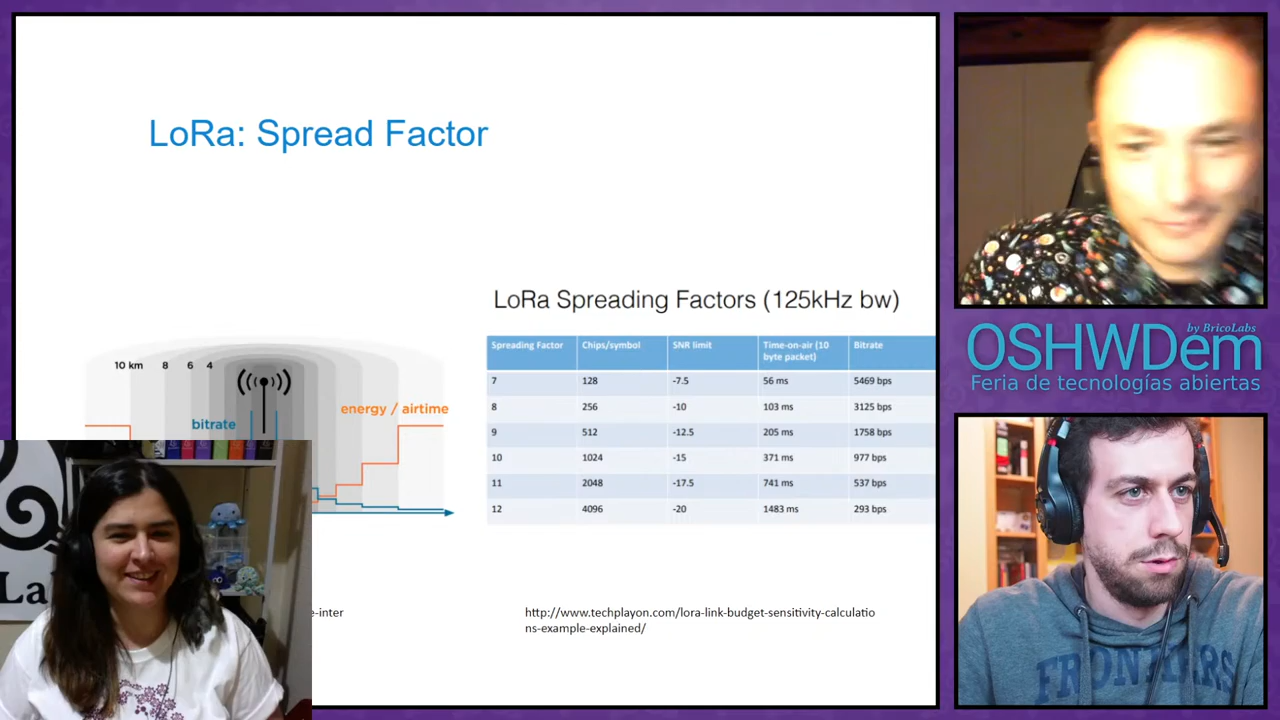 LoRa: Spread Factor
10 km 8 6 4
energy / airtime
bitrate
LoRa Spreading Factors (125kHz bw)
Spreading Factor Chips/symbol SNR limit Time-on-air (10 byte packet) Bitrate
7 128 -7.5 56 ms 5469 bps
8 256 -10 103 ms 3125 bps
9 512 -12.5 205 ms 1758 bps
10 1024 -15 371 ms 977 bps
11 2048 -17.5 741 ms 537 bps
12 4096 -20 1483 ms 293 bps
e-inter
http://www.techplayon.com/lora-link-budget-sensitivity-calculatio
ns-example-explained/
La
by BricoLabs
OSHWDem
Feria de tecnologías abiertas
FRONTIERS